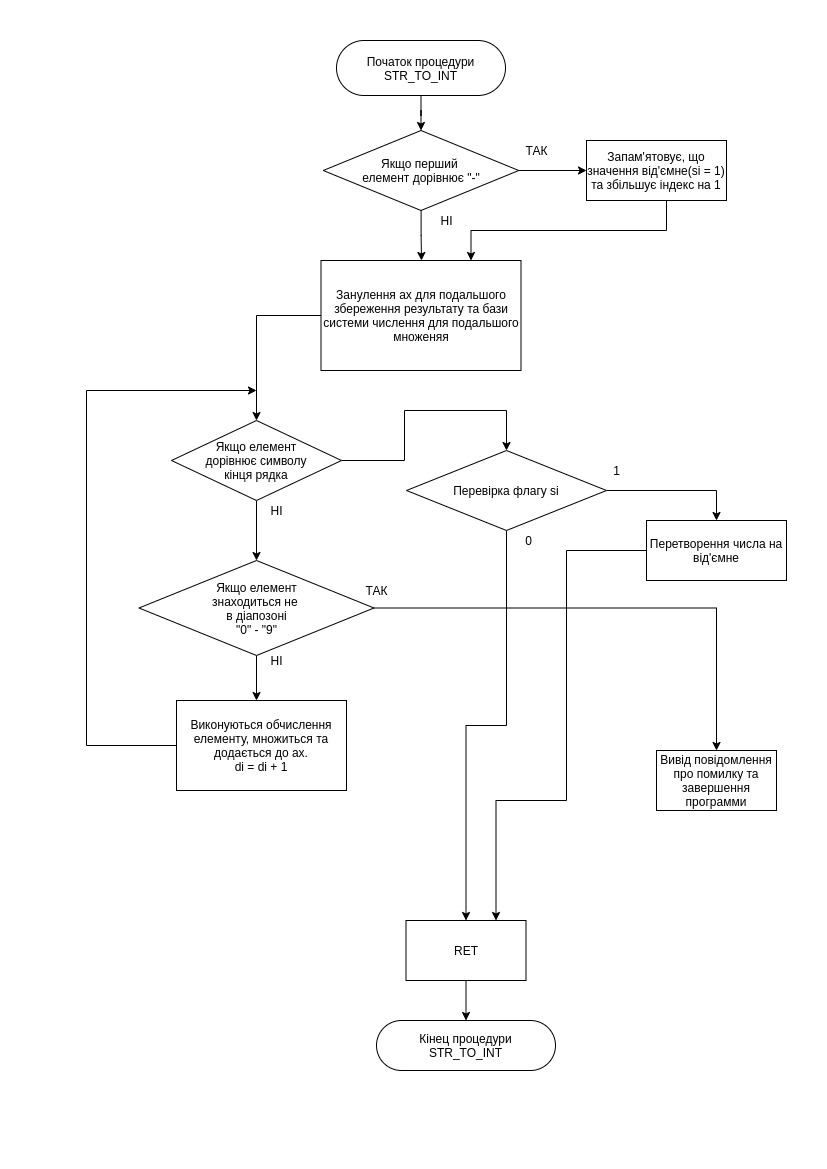 Початок процедури
STR_TO_INT
Якщо перший
елемент дорівнює "-"
ТАК
Запам'ятовує, що
значення від'ємне(si = 1)
та збільшує індекс на 1
НІ
Занулення ах для подальшого
збереження результату та бази
системи числення для подальшого
множеняя
Якщо елемент
дорівнює символу
кінця рядка
НІ
Перевірка флагу si
1
0
Перетворення числа на
від'ємне
Якщо елемент
знаходиться не
в діапозоні
"0" - "9"
ТАК
НІ
Виконуються обчислення
елементу, множиться та
додається до ах.
di = di + 1
Вивід повідомлення
про помилку та
завершення
программи
RET
Кінец процедури
STR_TO_INT